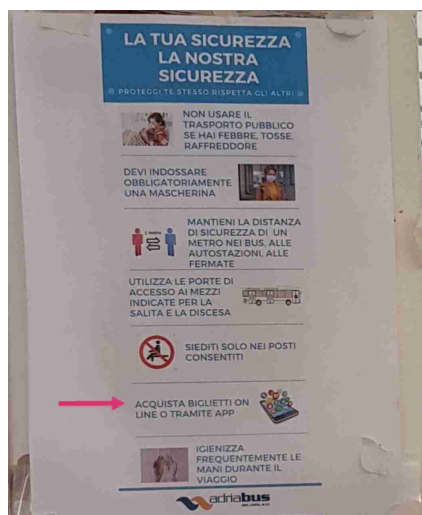 LA TUA SICUREZZA
LA NOSTRA
SICUREZZA
PROTEGGI TE STESSO RISPETTA GLI ALTRI
NON USARE IL
TRASPORTO PUBBLICO
SE HAI FEBBRE, TOSSE,
RAFFREDDORE
DEVI INDOSSARE
OBBLIGATORIAMENTE
UNA MASCHERINA
1 metro
MANTIENI LA DISTANZA
DI SICUREZZA DI UN
METRO NEI BUS, ALLE
AUTOSTAZIONI, ALLE
FERMATE
UTILIZZA LE PORTE DI
ACCESSO AI MEZZI
INDICATE PER LA
SALITA E LA DISCESA
SIEDITI SOLO NEI POSTI
CONSENTITI
ACQUISTA BIGLIETTI ON
LINE O TRAMITE APP
IGIENIZZA
FREQUENTEMENTE LE
MANI DURANTE IL
VIAGGIO
adriabus